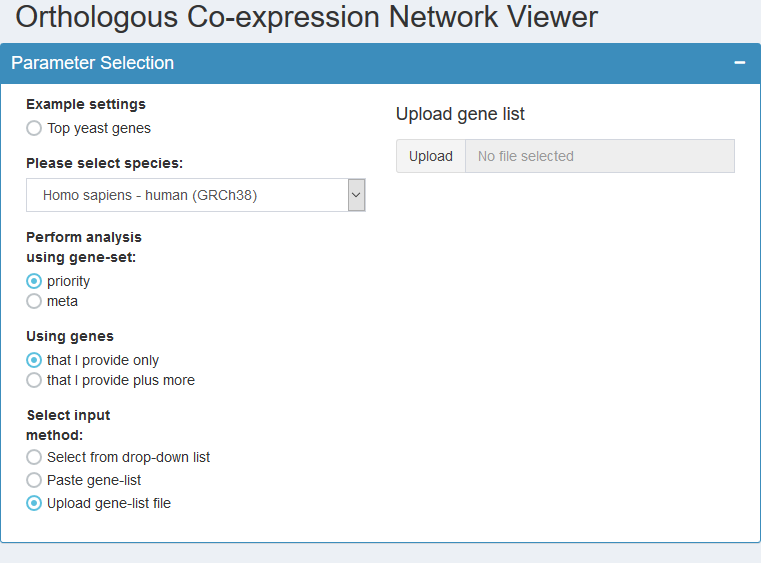 Orthologous Co-expression Network Viewer
Parameter Selection
Example settings
Top yeast genes
Please select species:
Homo sapiens - human (GRCh38)
Perform analysis
using gene-set:
priority
meta
Using genes
that I provide only
that I provide plus more
Select input
method:
Select from drop-down list
Paste gene-list
Upload gene-list file
Upload gene list
Upload No file selected